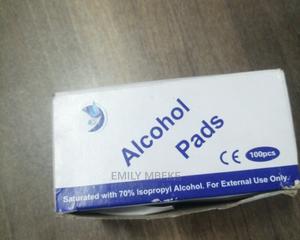 Alcohol
Pads
EMILY MBEKE
CE 100pcs
Saturated with 70% Isopropyl Alcohol. For External Use Only.